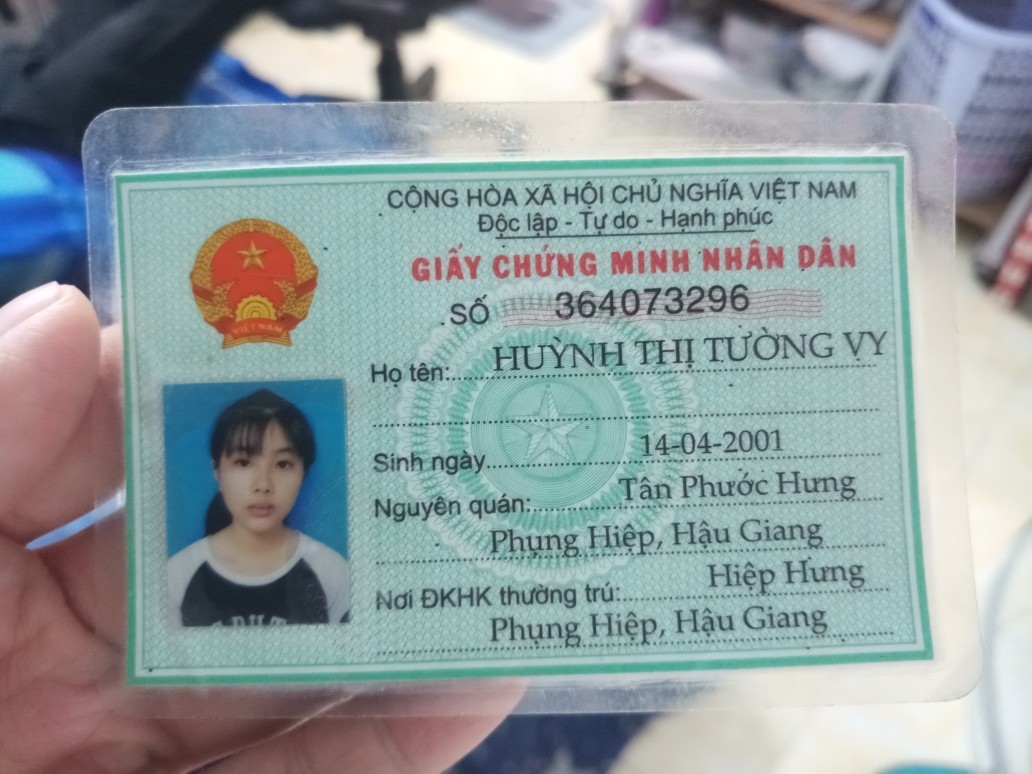 CỘNG HÒA XÃ HỘI CHỦ NGHĨA VIỆT NAM
Độc lập - Tự do - Hạnh phúc
GIẤY CHỨNG MINH NHÂN DÂN
SỐ 364073296
VIỆT NAM
Họ tên: HUỲNH THỊ TƯỜNG VY
Sinh ngày 14-04-2001
Nguyên quán: Tân Phước Hưng
Phụng Hiệp, Hậu Giang
Nơi ĐKHK thường trú: Hiệp Hưng
Phụng Hiệp, Hậu Giang